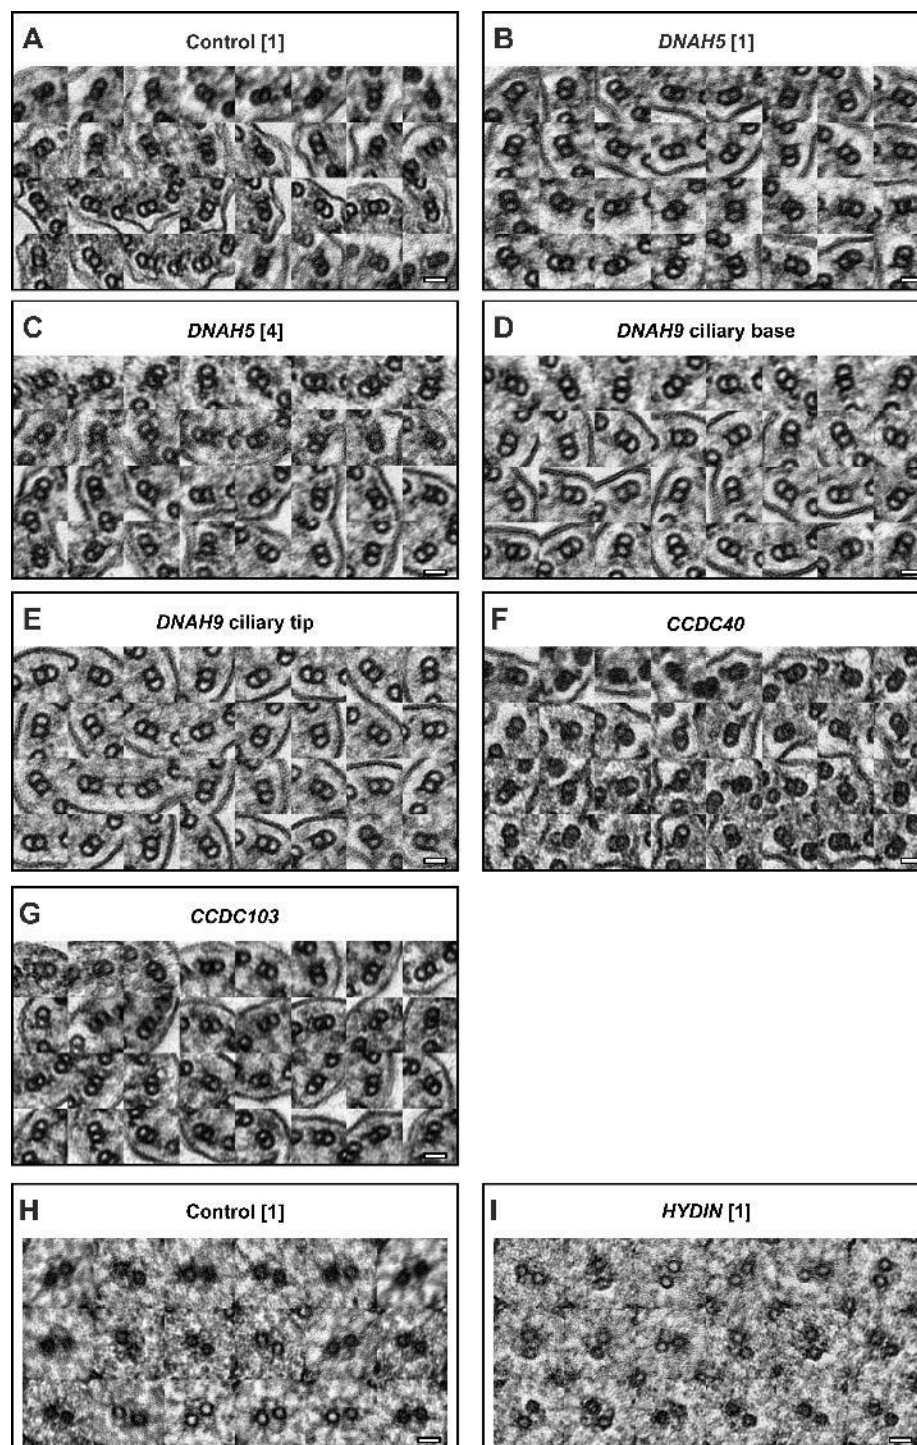 A Control [1]
B DNAH5 [1]
C DNAH5 [4]
D DNAH9 ciliary base
E DNAH9 ciliary tip
F CCDC40
G CCDC103
H Control [1]
I HYDIN [1]